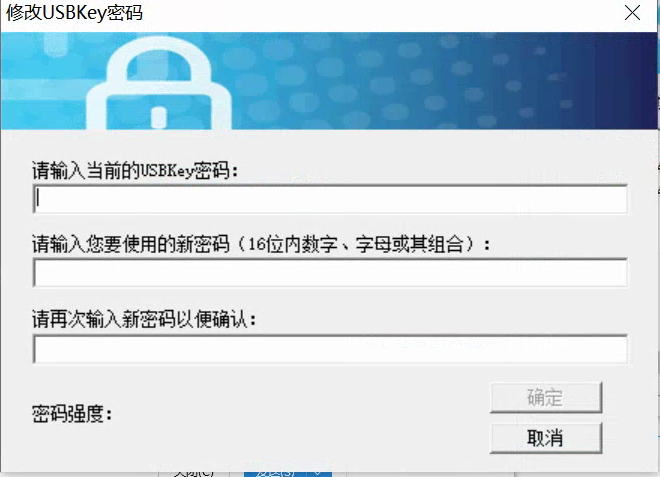 修改USBKey密码
请输入当前的USBKey密码：
请输入您要使用的新密码（16位内数字、字母或其组合）：
请再次输入新密码以便确认：
密码强度：
确定
取消